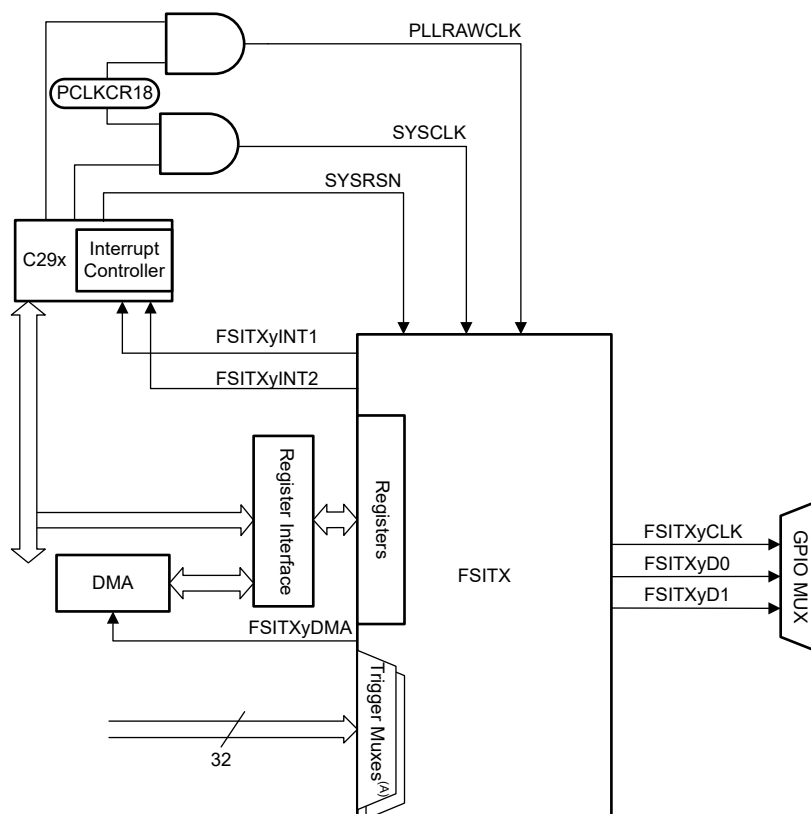 PLLRAWCLK
PCLKCR18
SYSCLK
SYSRSN
C29x
Interrupt
Controller
FSITXyINT1
FSITXyINT2
Register Interface
Registers
FSITX
FSITXyCLK
FSITXyD0
FSITXyD1
GPIO MUX
DMA
FSITXyDMA
Trigger Muxes(A)
32